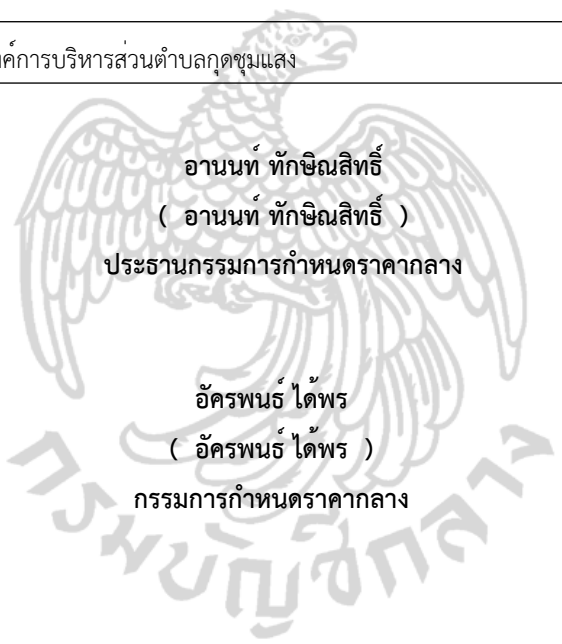 ค์การบริหารส่วนตำบลกุดชุมแสง
อานนท์ ทักษิณสิทธิ์
( อานนท์ ทักษิณสิทธิ์ )
ประธานกรรมการกำหนดราคากลาง
อัครพนธ์ ได้พร
( อัครพนธ์ ได้พร )
กรรมการกำหนดราคากลาง
กรมบัญชีกลาง